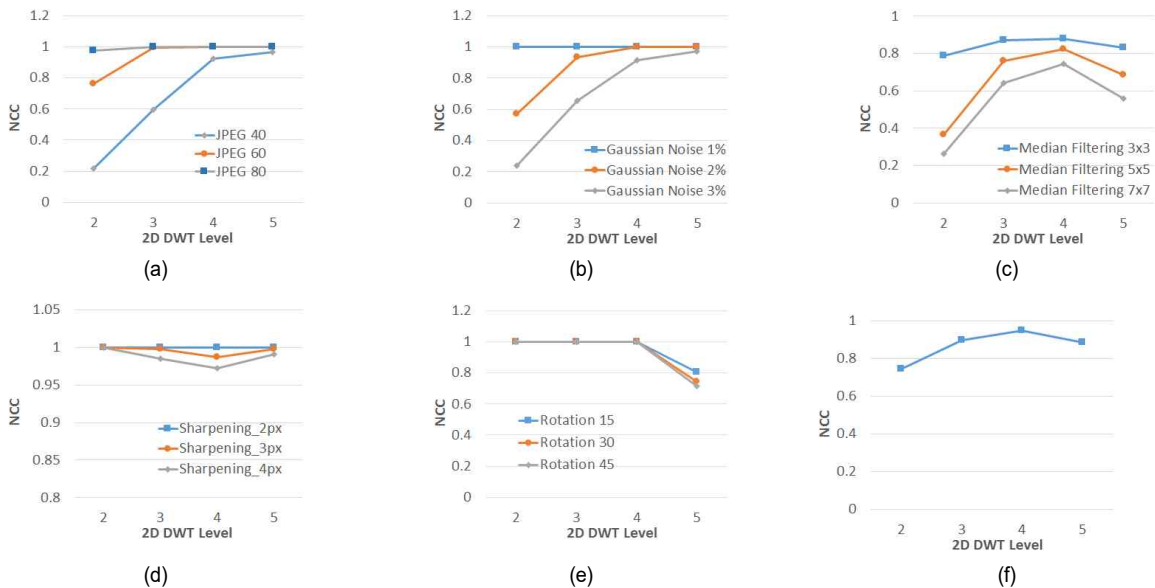 1.2
1
0.8
0.6
0.4
0.2
0
NCC
JPEG 40
JPEG 60
JPEG 80
2 3 4 5
2D DWT Level
(a)
1.2
1
0.8
0.6
0.4
0.2
0
NCC
Gaussian Noise 1%
Gaussian Noise 2%
Gaussian Noise 3%
2 3 4 5
2D DWT Level
(b)
1
0.8
0.6
0.4
0.2
0
NCC
Median Filtering 3x3
Median Filtering 5x5
Median Filtering 7x7
2 3 4 5
2D DWT Level
(c)
1.05
1
0.95
0.9
0.85
0.8
NCC
Sharpening_2px
Sharpening_3px
Sharpening_4px
2 3 4 5
2D DWT Level
(d)
1.2
1
0.8
0.6
0.4
0.2
0
NCC
Rotation 15
Rotation 30
Rotation 45
2 3 4 5
2D DWT Level
(e)
1
0.8
0.6
0.4
0.2
0
NCC
2 3 4 5
2D DWT Level
(f)